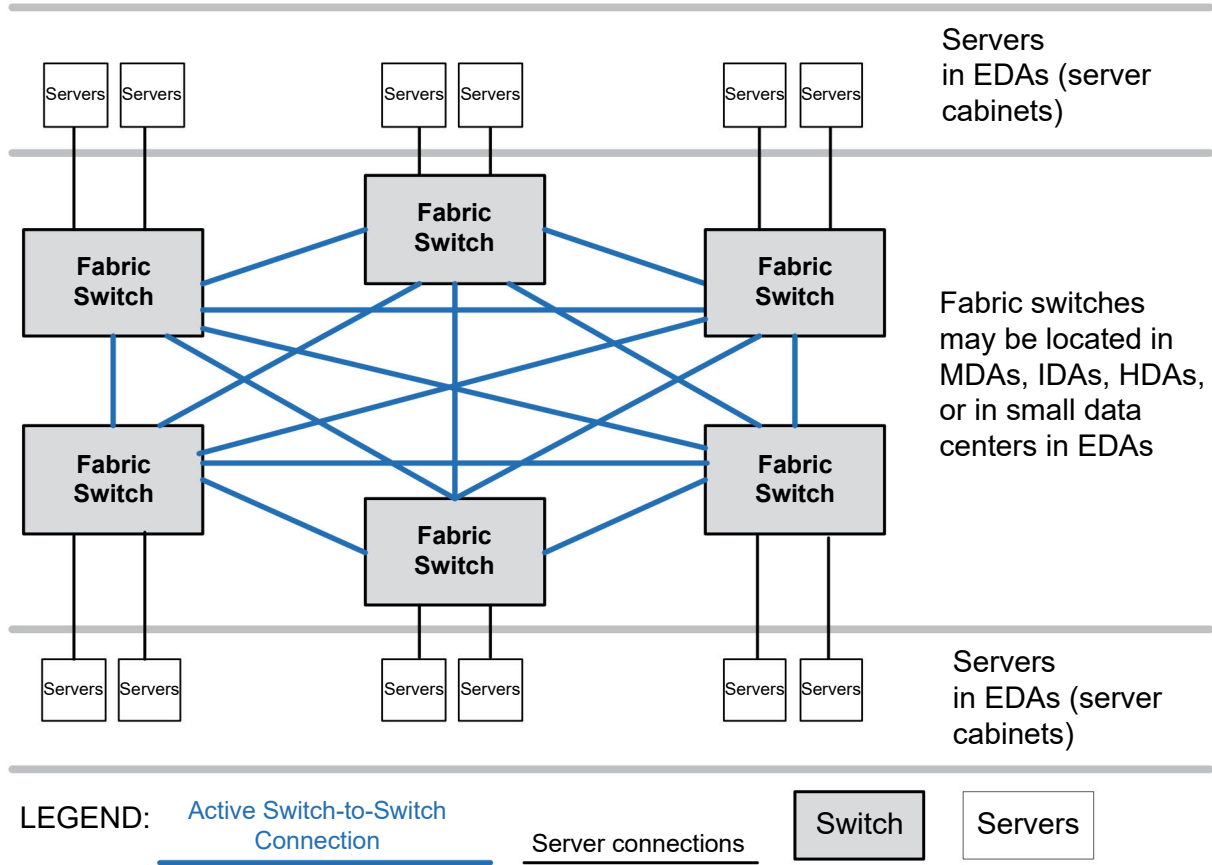 Servers
in EDAs (server
cabinets)
Servers
Servers
Servers
Servers
Servers
Servers
Fabric
Switch
Fabric
Switch
Fabric
Switch
Fabric switches
may be located in
MDAs, IDAs, HDAs,
or in small data
centers in EDAs
Fabric
Switch
Fabric
Switch
Fabric
Switch
Servers
Servers
Servers
Servers
Servers
Servers
Servers
in EDAs (server
cabinets)
LEGEND:
Active Switch-to-Switch
Connection
Server connections
Switch
Servers